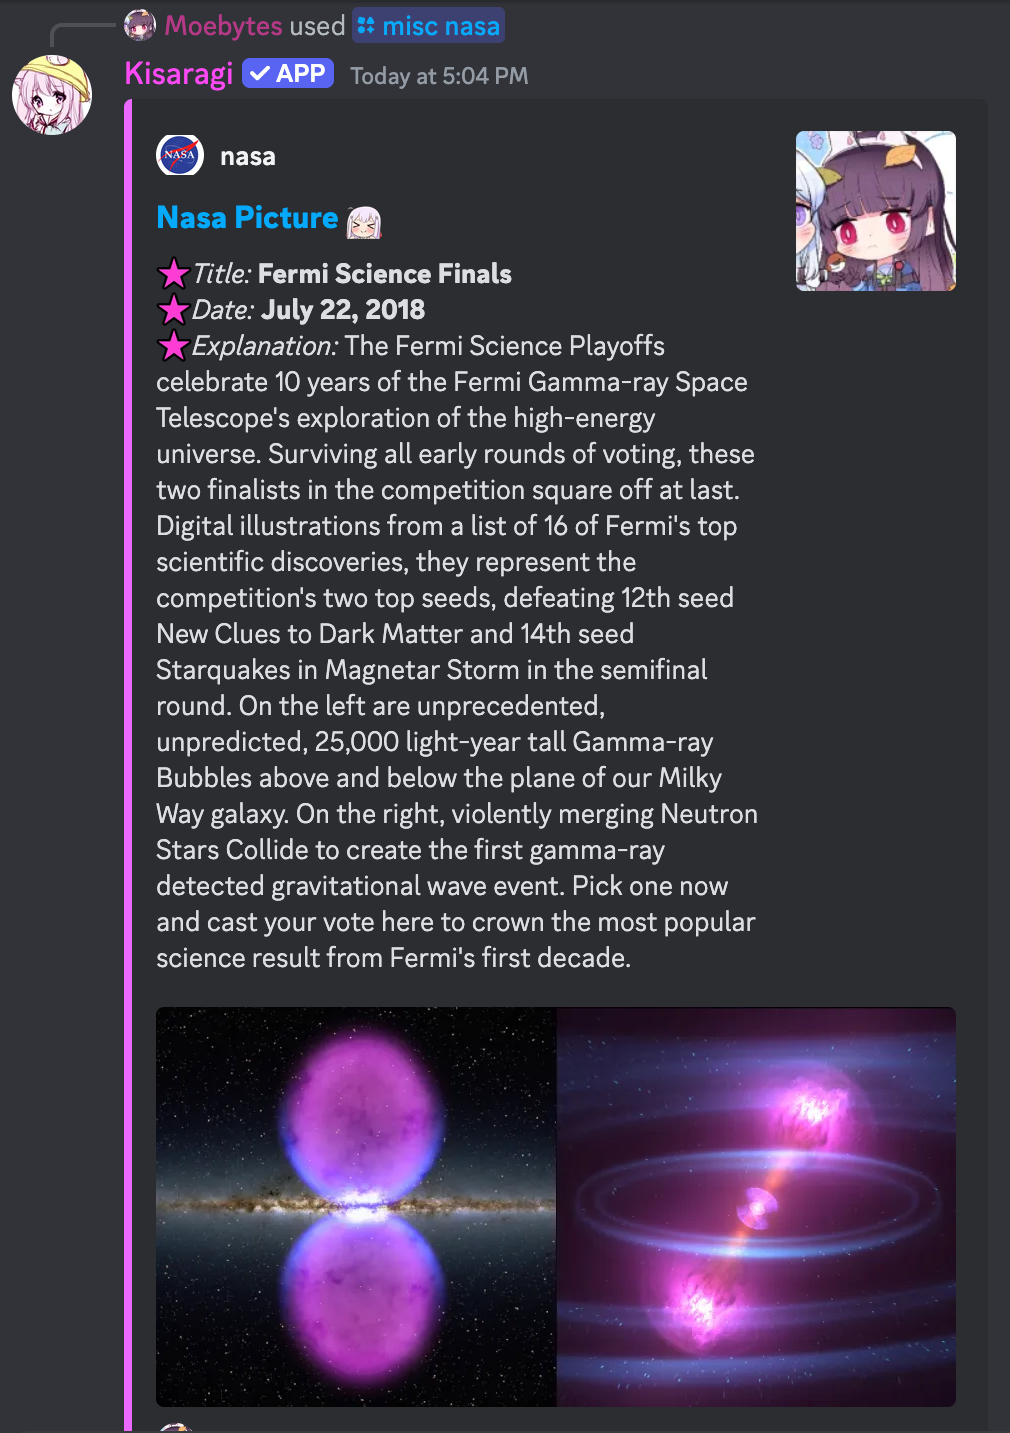 Moebytes used misc nasa
Kisaragi APP Today at 5:04 PM
NASA nasa
Nasa Picture
Title: Fermi Science Finals
Date: July 22, 2018
Explanation: The Fermi Science Playoffs
celebrate 10 years of the Fermi Gamma-ray Space
Telescope's exploration of the high-energy
universe. Surviving all early rounds of voting, these
two finalists in the competition square off at last.
Digital illustrations from a list of 16 of Fermi's top
scientific discoveries, they represent the
competition's two top seeds, defeating 12th seed
New Clues to Dark Matter and 14th seed
Starquakes in Magnetar Storm in the semifinal
round. On the left are unprecedented,
unpredicted, 25,000 light-year tall Gamma-ray
Bubbles above and below the plane of our Milky
Way galaxy. On the right, violently merging Neutron
Stars Collide to create the first gamma-ray
detected gravitational wave event. Pick one now
and cast your vote here to crown the most popular
science result from Fermi's first decade.